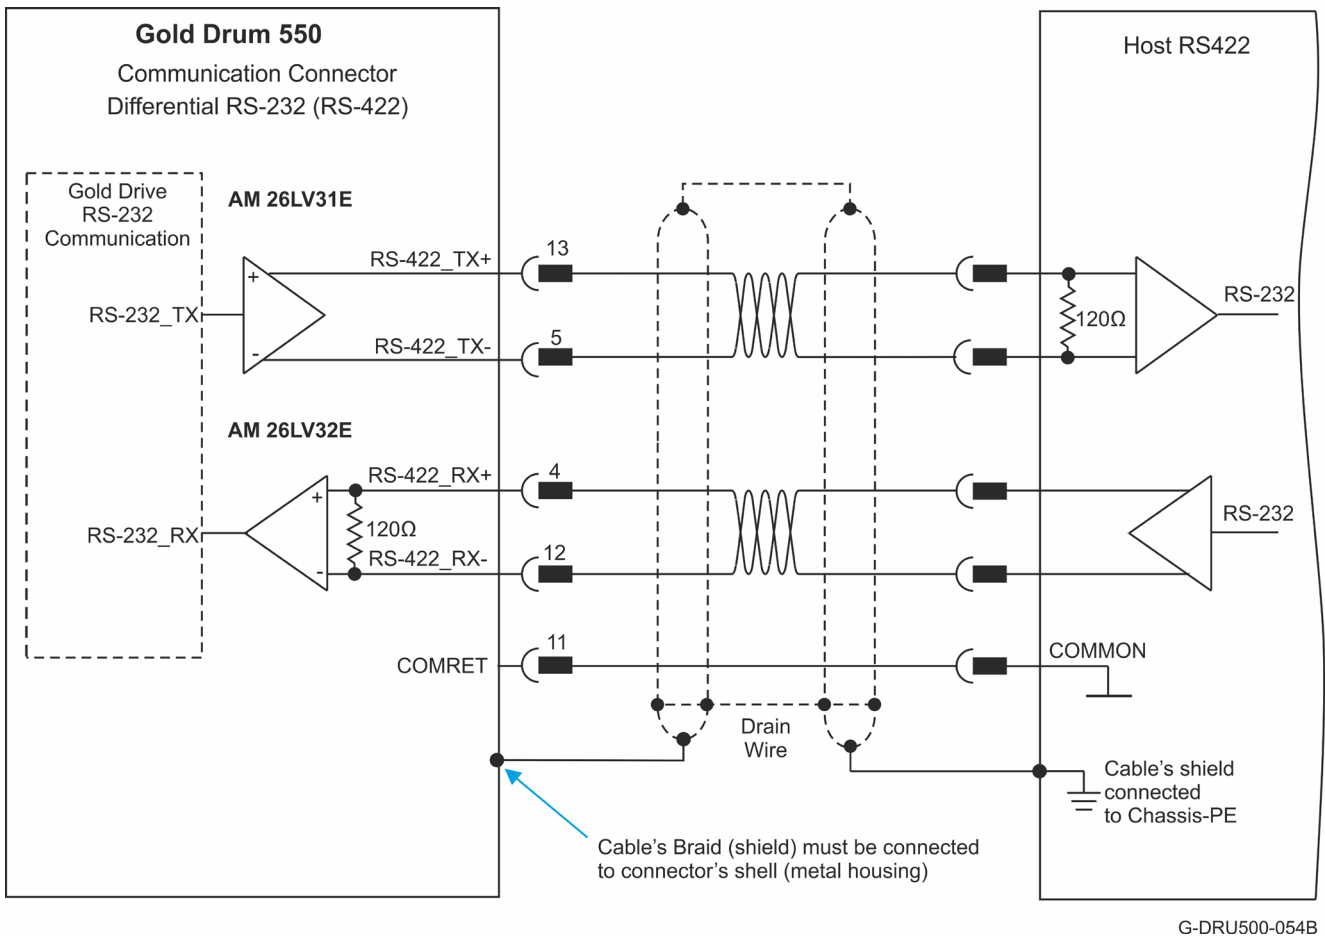 Gold Drum 550
Communication Connector
Differential RS-232 (RS-422)
Host RS422
Gold Drive
RS-232
Communication
AM 26LV31E
+
-
RS-232_TX
RS-422_TX+
13
RS-422_TX-
5
120Ω
RS-232
AM 26LV32E
+
-
RS-232_RX
120Ω
RS-422_RX+
4
RS-422_RX-
12
RS-232
COMRET
11
COMMON
Drain
Wire
Cable's shield
connected
to Chassis-PE
Cable's Braid (shield) must be connected
to connector's shell (metal housing)
G-DRU500-054B